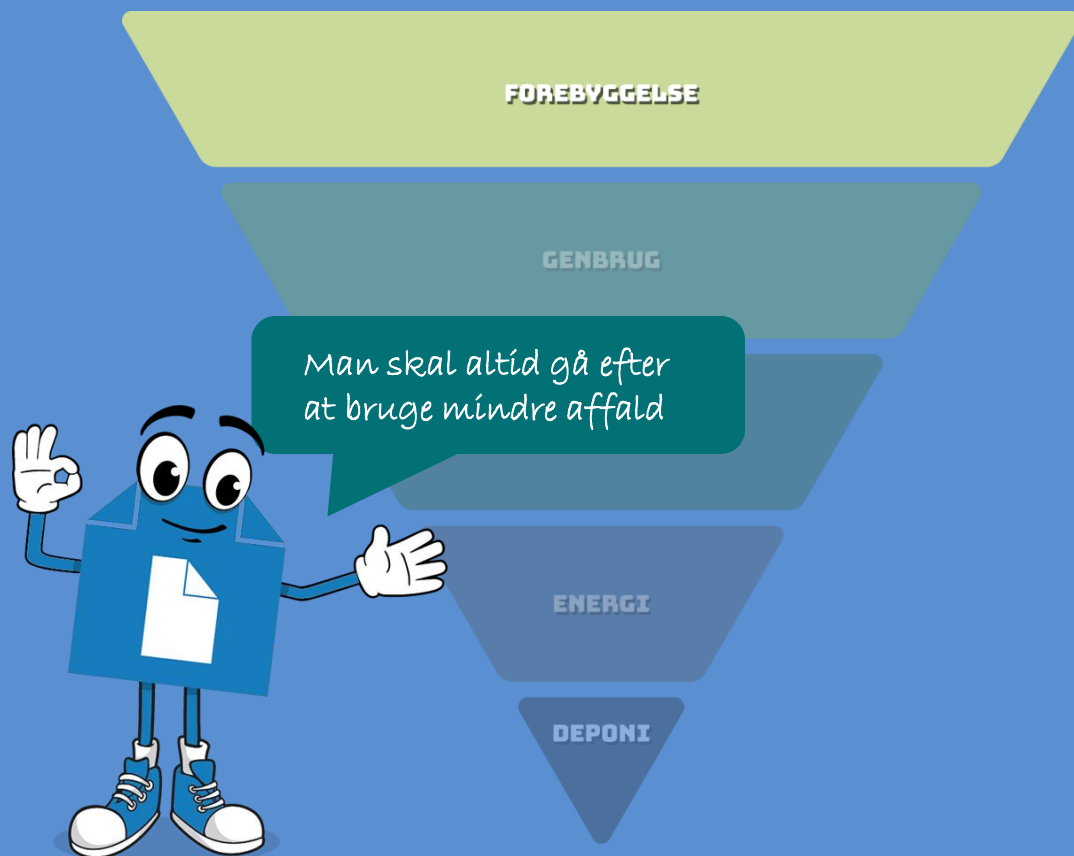 FOREBYGGELSE
GENBRUG
Man skal altid gå efter
at bruge mindre affald
ENERGI
DEPONI